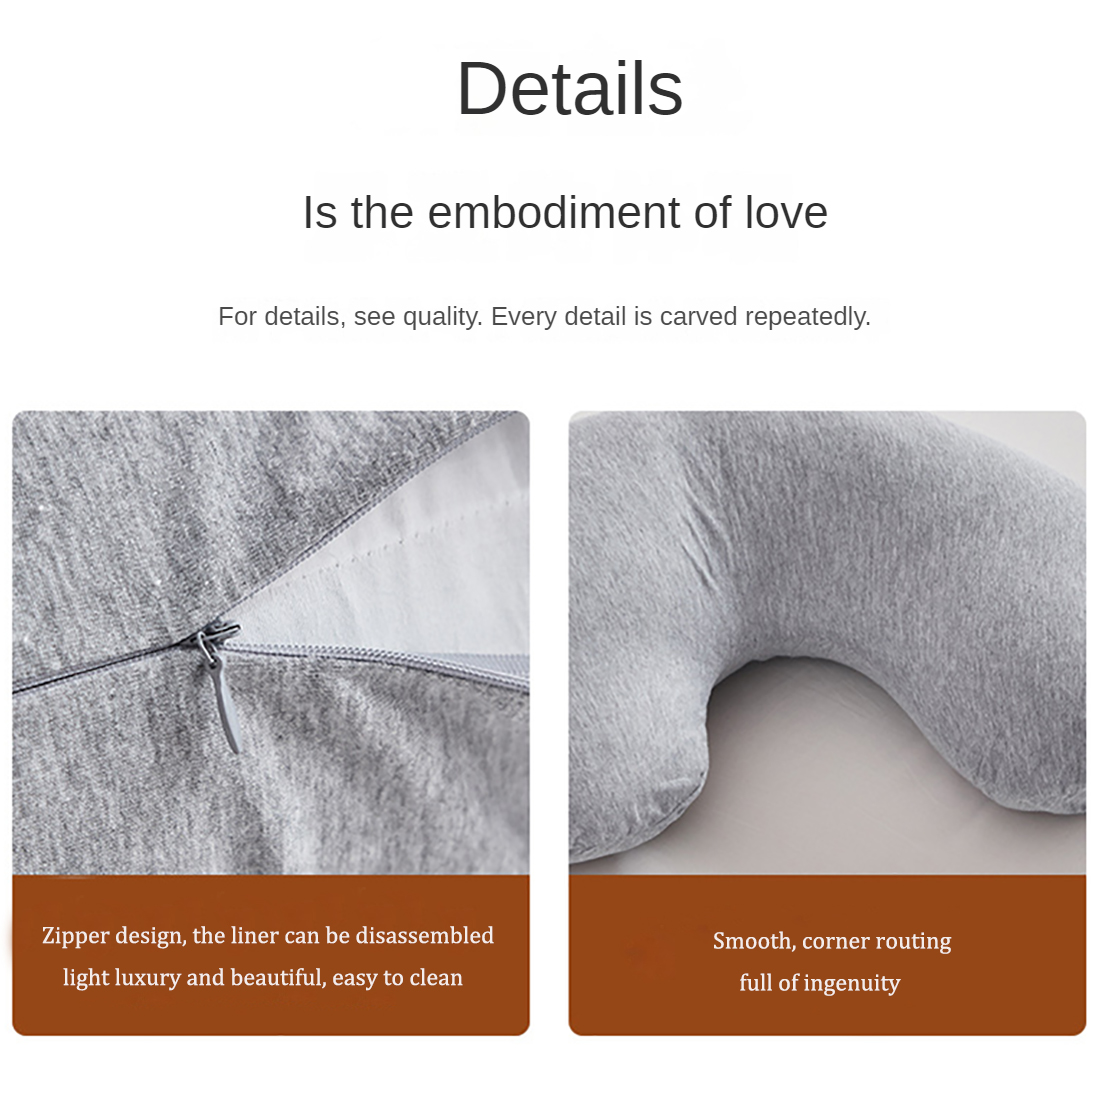 Details
Is the embodiment of love
For details, see quality. Every detail is carved repeatedly.
Zipper design, the liner can be disassembled
light luxury and beautiful, easy to clean
Smooth, corner routing
full of ingenuity